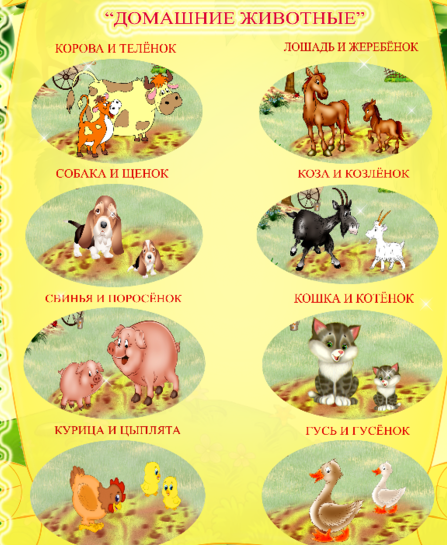 “ДОМАШНИЕ ЖИВОТНЫЕ”
КОРОВА И ТЕЛЁНОК
ЛОШАДЬ И ЖЕРЕБЁНОК
СОБАКА И ЩЕНОК
КОЗА И КОЗЛЁНОК
СВИНЬЯ И ПОРОСЁНОК
КОШКА И КОТЁНОК
КУРИЦА И ЦЫПЛЯТА
ГУСЬ И ГУСЁНОК